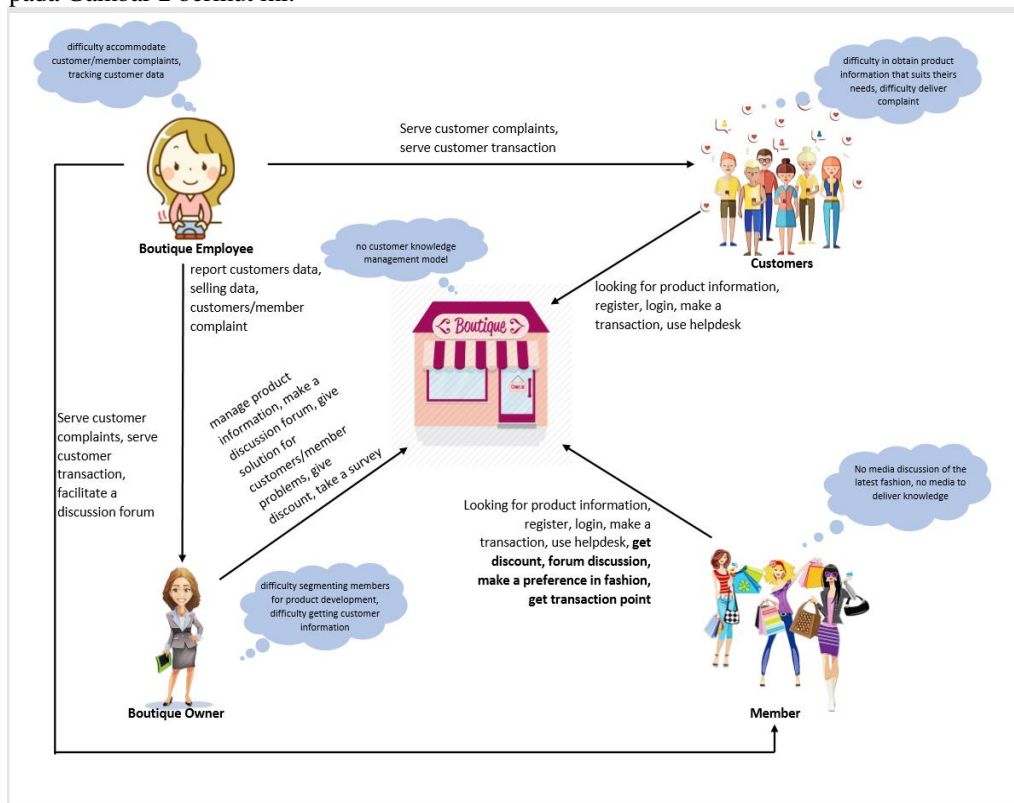 pada Gambar 2 berikut ini.
difficulty accommodate
customer/member complaints,
tracking customer data
difficulty in obtain product
information that suits theirs
needs, difficulty deliver
complaint
Serve customer complaints,
serve customer transaction
Boutique Employee
Customers
no customer knowledge
management model
report customers data,
selling data,
customers/member
complaint
looking for product information,
register, login, make a
transaction, use helpdesk
Boutique
manage product
information, make a
discussion forum, give
solution for
customers/member
problems, give
discount, take a survey
Serve customer
complaints, serve
customer
transaction,
facilitate a
discussion forum
No media discussion of the
latest fashion, no media to
deliver knowledge
Looking for product information,
register, login, make a
transaction, use helpdesk, get
discount, forum discussion,
make a preference in fashion,
get transaction point
difficulty segmenting members
for product development,
difficulty getting customer
information
Boutique Owner
Member